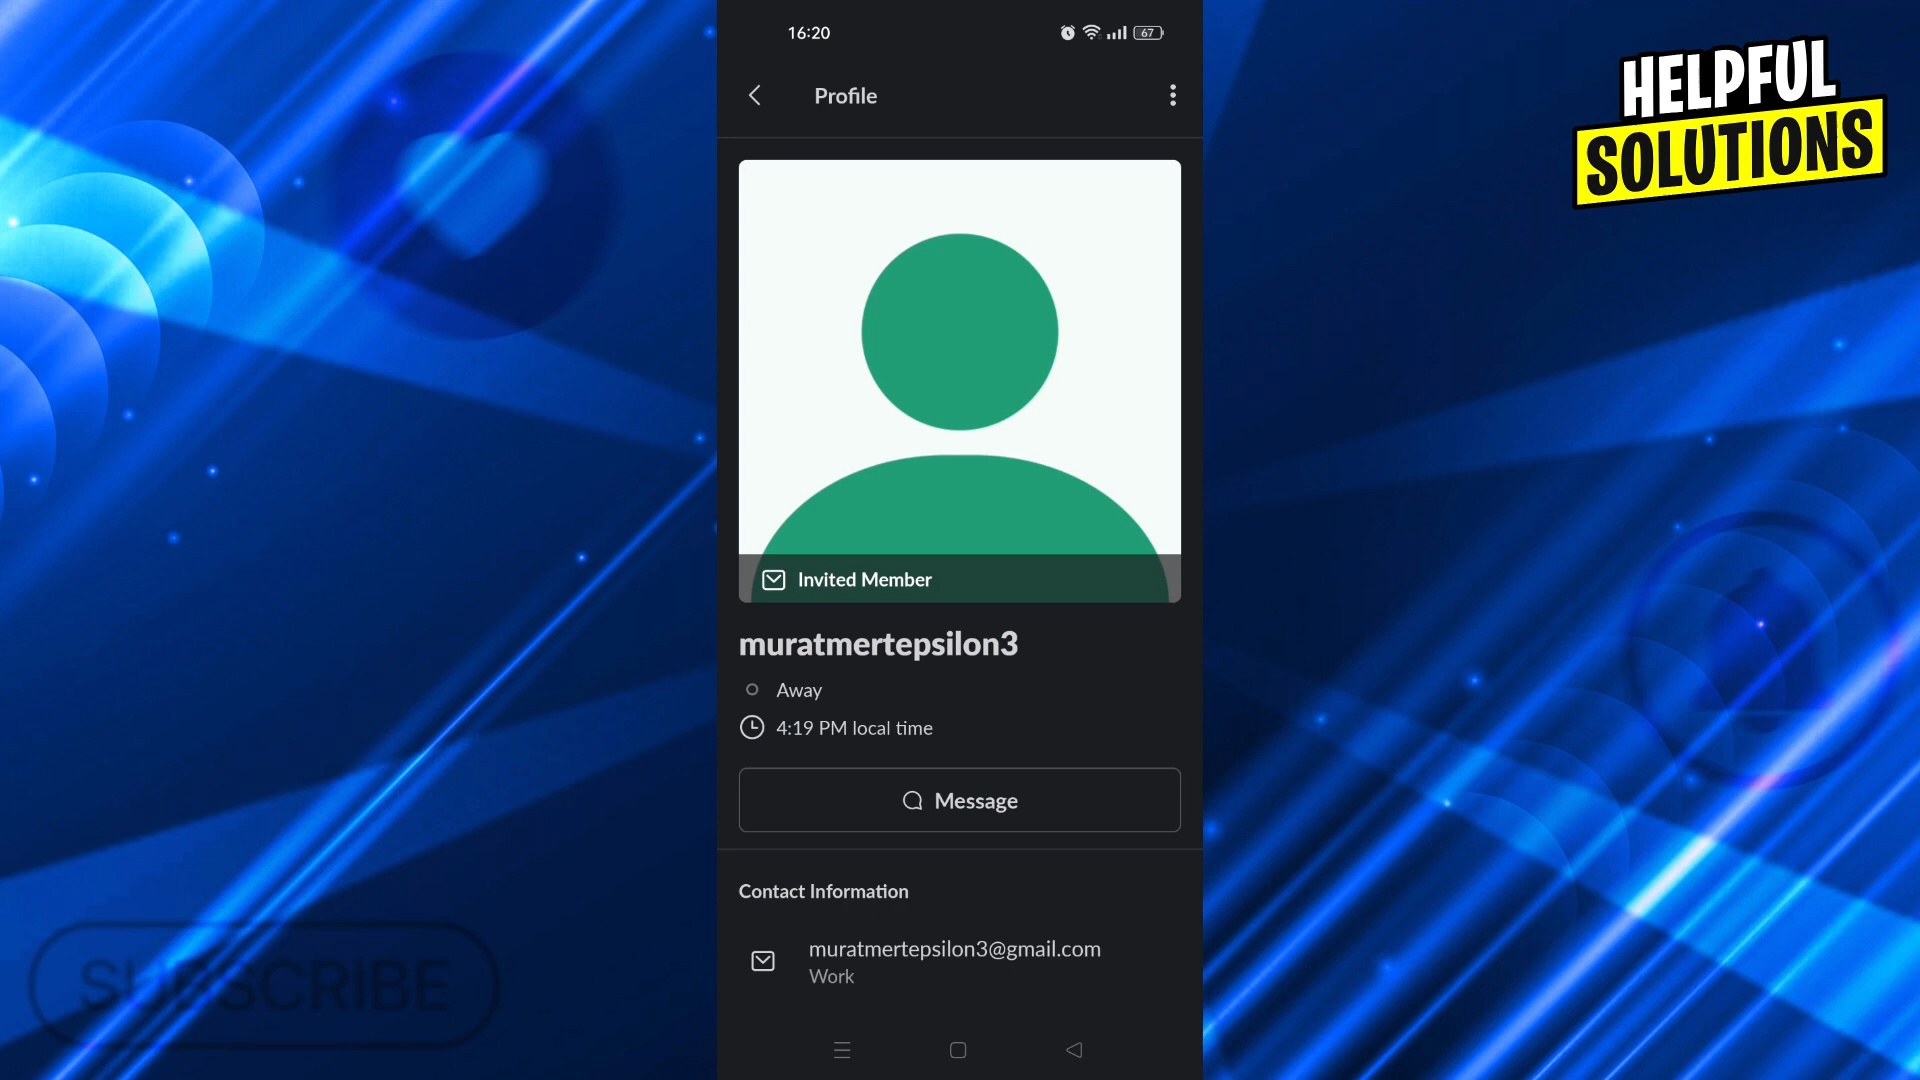 16:20
67
Profile
HELPFUL
SOLUTIONS
Invited Member
muratmertepsilon3
Away
4:19 PM local time
Message
Contact Information
muratmertepsilon3@gmail.com
Work
SUBSCRIBE